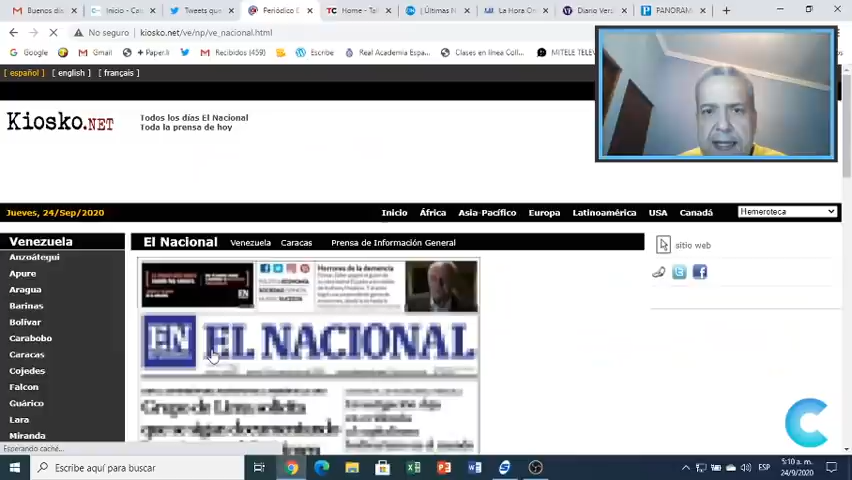 Buenos día
Inicio - Ca
Tweets que
Periódico E
TC Home - Tal
| Últimas N
La Hora On
Diario Vers
PANORAM
No seguro | kiosko.net/ve/np/ve_nacional.html
Google
Gmail
+ Paper.li
Recibidos (459)
Escribe
Real Academia Espa...
Clases en línea Coll...
MITELE TELEVI
[ español ] [ english ] [ français ]
Kiosko.NET
Todos los días El Nacional
Toda la prensa de hoy
Jueves, 24/Sep/2020
Inicio África Asia-Pacífico Europa Latinoamérica USA Canadá Hemeroteca
Venezuela
El Nacional Venezuela Caracas Prensa de Información General
sitio web
Anzoátegui
Apure
Aragua
Barinas
Bolívar
Carabobo
Caracas
Cojedes
Falcon
Guárico
Lara
Miranda
Horrores de la demencia
EN EL NACIONAL
Grupo de Lima solicita
Esperando caché...
Escribe aquí para buscar
ESP
5:10 a. m.
24/9/2020